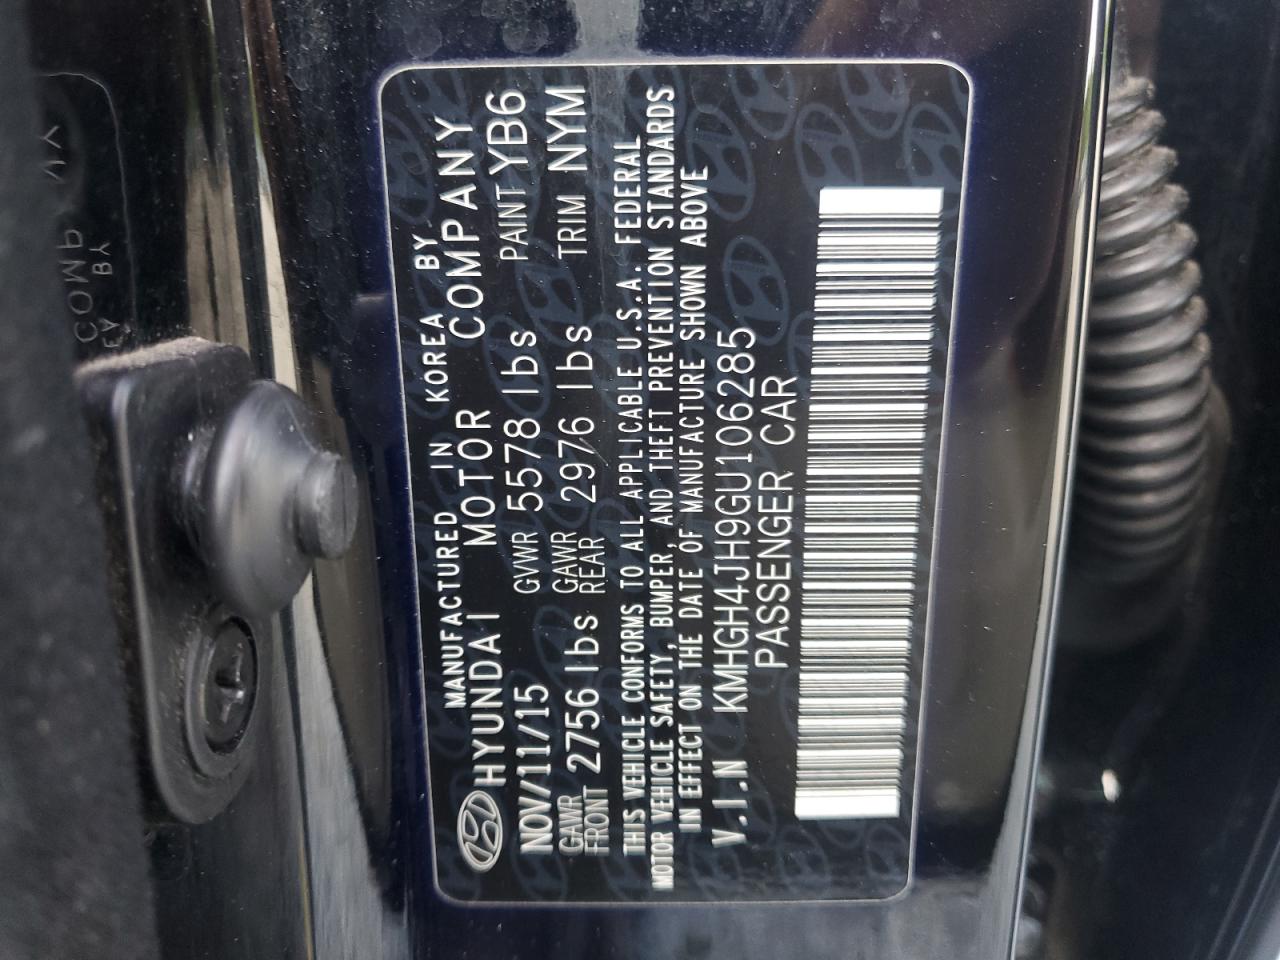 MANUFACTURED IN KOREA BY
HYUNDAI MOTOR COMPANY
NOV/11/15 GVWR 5578 lbs PAINT YB6
GAWR FRONT 2756 lbs GAWR REAR 2976 lbs TRIM NYM
THIS VEHICLE CONFORMS TO ALL APPLICABLE U.S.A. FEDERAL
MOTOR VEHICLE SAFETY, BUMPER, AND THEFT PREVENTION STANDARDS
IN EFFECT ON THE DATE OF MANUFACTURE SHOWN ABOVE
V.I.N KMHGH4JH9GU106285
PASSENGER CAR